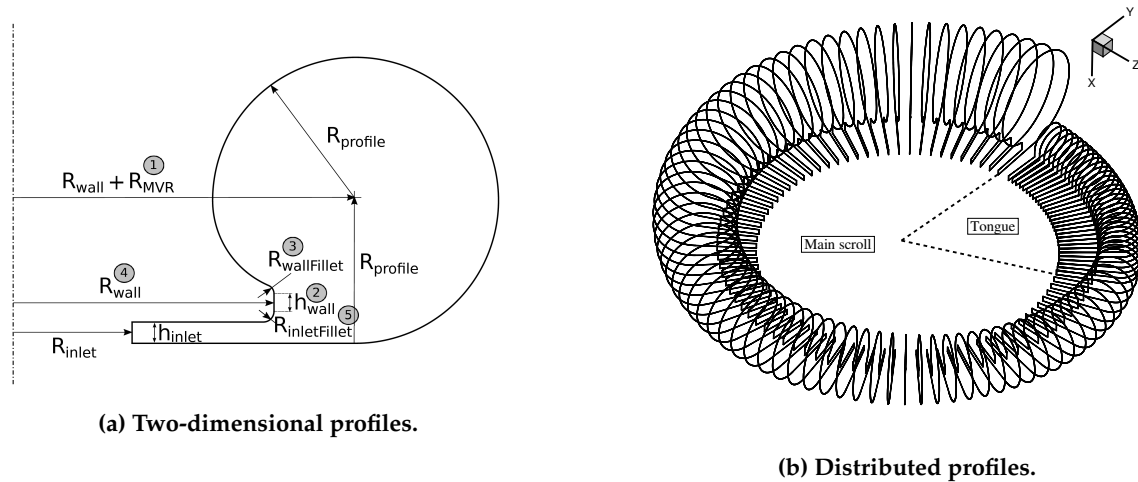 R_profile
1
R_wall + R_MVR
3
R_wallFillet
R_profile
4
R_wall
2
h_wall
5
R_inletFillet
h_inlet
R_inlet
(a) Two-dimensional profiles.
Y
Z
X
Tongue
Main scroll
(b) Distributed profiles.